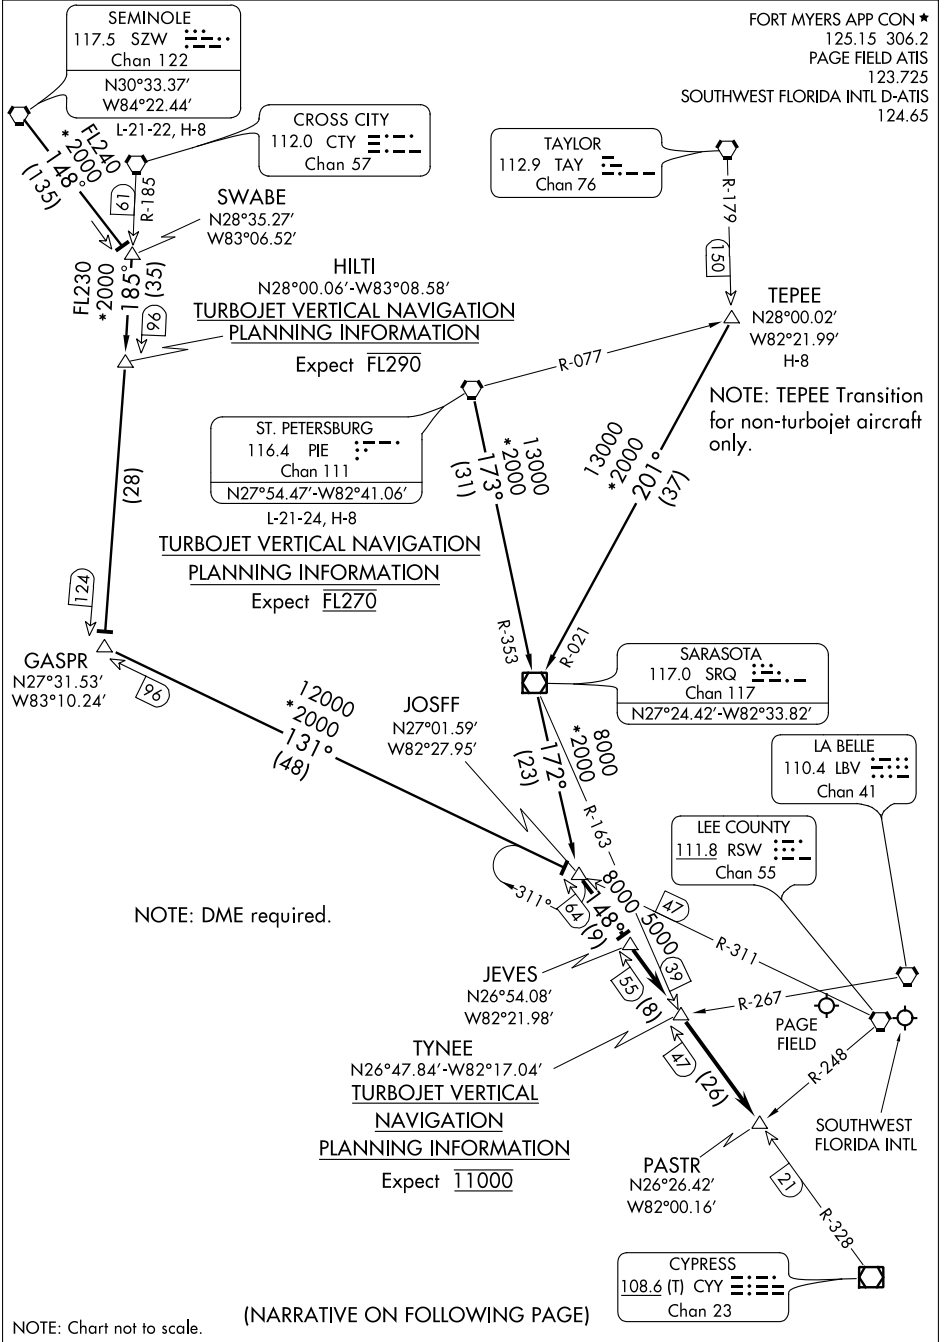 SEMINOLE
117.5 SZW
Chan 122
N30°33.37'
W84°22.44'
L-21-22, H-8
FORT MYERS APP CON ★
125.15 306.2
PAGE FIELD ATIS
123.725
SOUTHWEST FLORIDA INTL D-ATIS
124.65
CROSS CITY
112.0 CTY
Chan 57
TAYLOR
112.9 TAY
Chan 76
FL240
*2000
148°
(135)
61
R-185
R-179
150
SWABE
N28°35.27'
W83°06.52'
FL230
*2000
185°
(35)
96
HILTI
N28°00.06'-W83°08.58'
TURBOJET VERTICAL NAVIGATION
PLANNING INFORMATION
Expect FL290
TEPEE
N28°00.02'
W82°21.99'
H-8
R-077
NOTE: TEPEE Transition
for non-turbojet aircraft
only.
ST. PETERSBURG
116.4 PIE
Chan 111
N27°54.47'-W82°41.06'
L-21-24, H-8
TURBOJET VERTICAL NAVIGATION
PLANNING INFORMATION
Expect FL270
13000
*2000
173°
(31)
13000
*2000
201°
(37)
(28)
124
GASPR
N27°31.53'
W83°10.24'
96
R-353
R-021
SARASOTA
117.0 SRQ
Chan 117
N27°24.42'-W82°33.82'
12000
*2000
131°
(48)
JOSFF
N27°01.59'
W82°27.95'
8000
*2000
172°
(23)
R-163
LA BELLE
110.4 LBV
Chan 41
LEE COUNTY
111.8 RSW
Chan 55
311°
64
8000
148°
(9)
5000
47
R-311
39
NOTE: DME required.
JEVES
N26°54.08'
W82°21.98'
55
(8)
R-267
PAGE
FIELD
R-248
TYNEE
N26°47.84'-W82°17.04'
TURBOJET VERTICAL
NAVIGATION
PLANNING INFORMATION
Expect 11000
47
(26)
SOUTHWEST
FLORIDA INTL
PASTR
N26°26.42'
W82°00.16'
21
R-328
CYPRESS
108.6 (T) CYY
Chan 23
(NARRATIVE ON FOLLOWING PAGE)
NOTE: Chart not to scale.